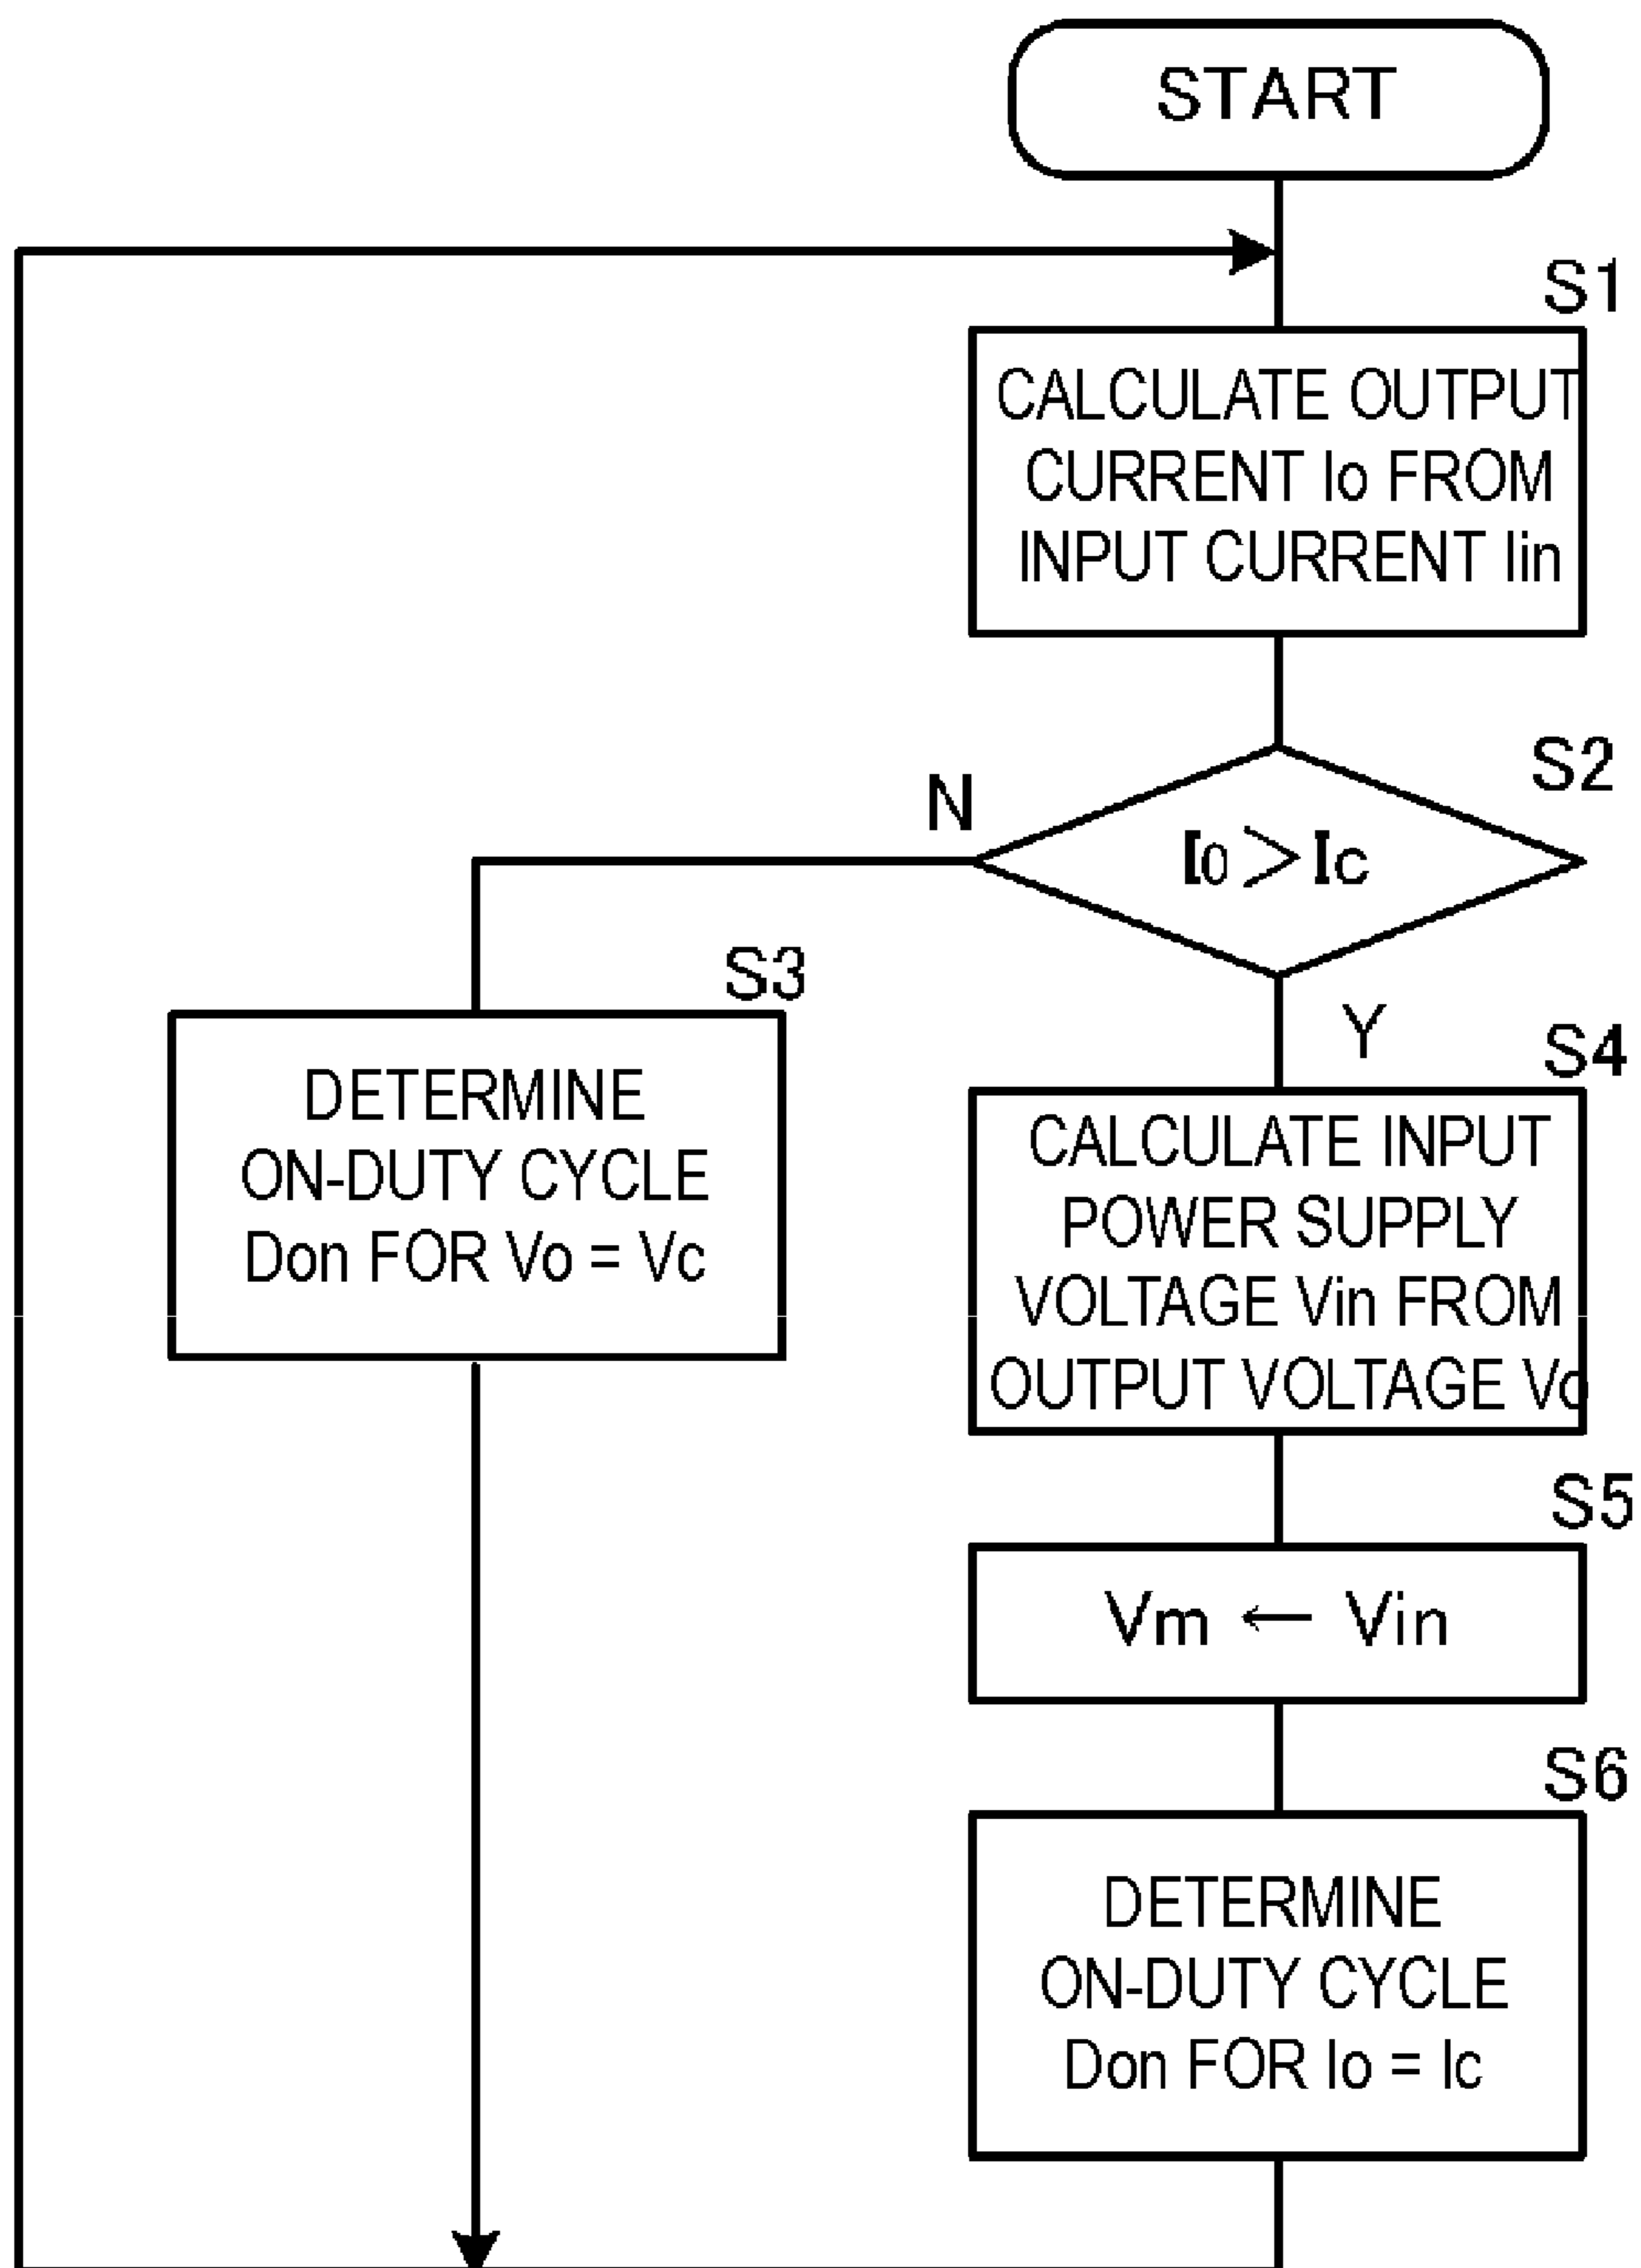 START
S1
CALCULATE OUTPUT
CURRENT Io FROM
INPUT CURRENT Iin
S2
N
I0 > Ic
S3
Y
S4
DETERMINE
ON-DUTY CYCLE
Don FOR Vo = Vc
CALCULATE INPUT
POWER SUPPLY
VOLTAGE Vin FROM
OUTPUT VOLTAGE Vo
S5
Vm ← Vin
S6
DETERMINE
ON-DUTY CYCLE
Don FOR Io = Ic